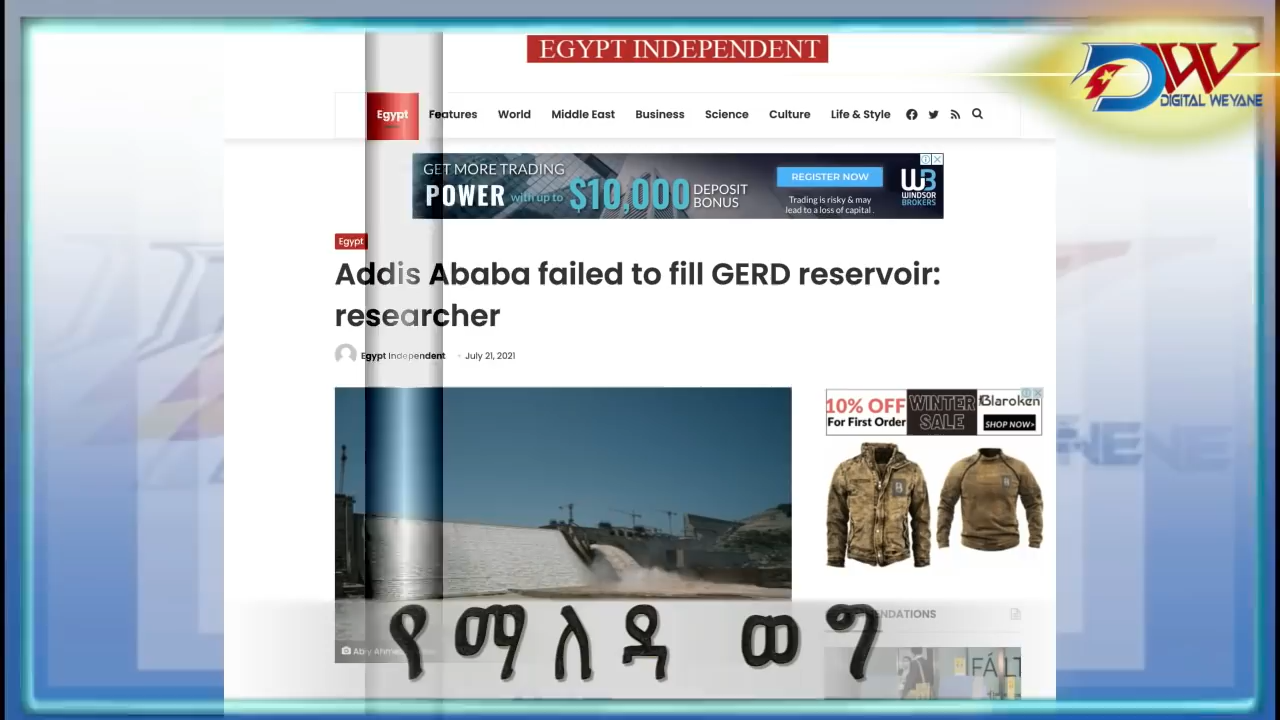 EGYPT INDEPENDENT
DW
DIGITAL WEYANE
Egypt Features World Middle East Business Science Culture Life & Style
GET MORE TRADING
POWER with up to $10,000 DEPOSIT BONUS
REGISTER NOW
Trading is risky & may
lead to a loss of capital.
WINDSOR
BROKERS
Egypt
Addis Ababa failed to fill GERD reservoir:
researcher
Egypt Independent July 21, 2021
10% OFF
For First Order
WINTER
SALE
Blaroken
SHOP NOW>
የማለዳ ወግ